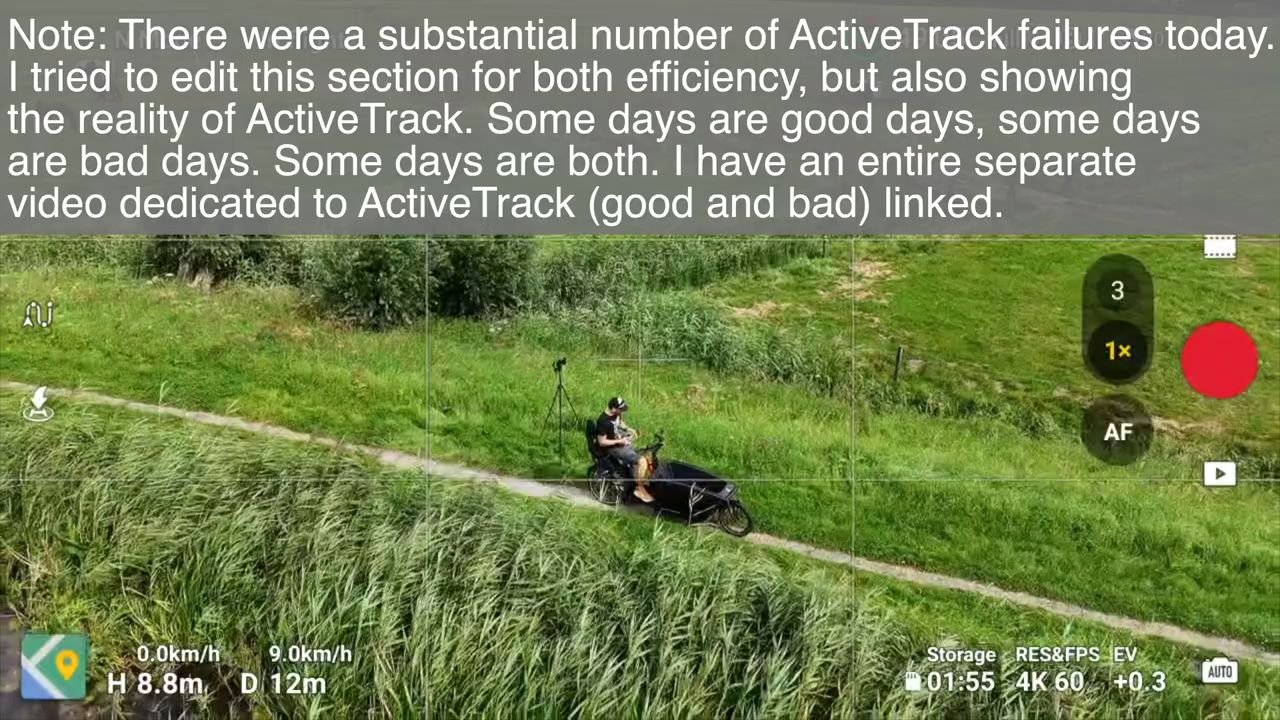 Note: There were a substantial number of ActiveTrack failures today.
I tried to edit this section for both efficiency, but also showing
the reality of ActiveTrack. Some days are good days, some days
are bad days. Some days are both. I have an entire separate
video dedicated to ActiveTrack (good and bad) linked.
3
1×
AF
0.0km/h 9.0km/h
H 8.8m D 12m
Storage RES&FPS EV
01:55 4K 60 +0.3
AUTO